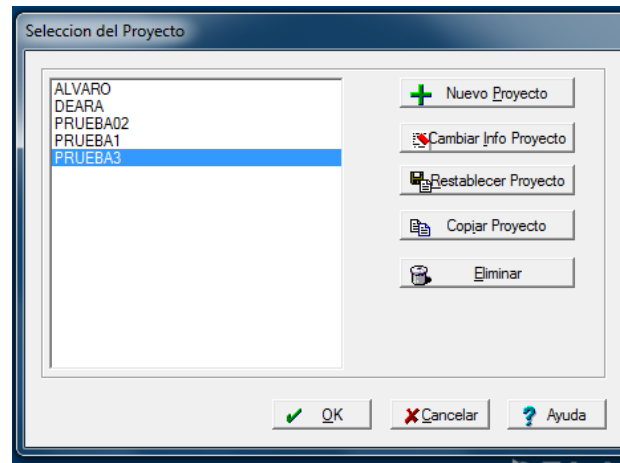 Seleccion del Proyecto
ALVARO
DEARA
PRUEBA02
PRUEBA1
PRUEBA3
Nuevo Proyecto
Cambiar Info Proyecto
Restablecer Proyecto
Copiar Proyecto
Eliminar
OK
Cancelar
Ayuda